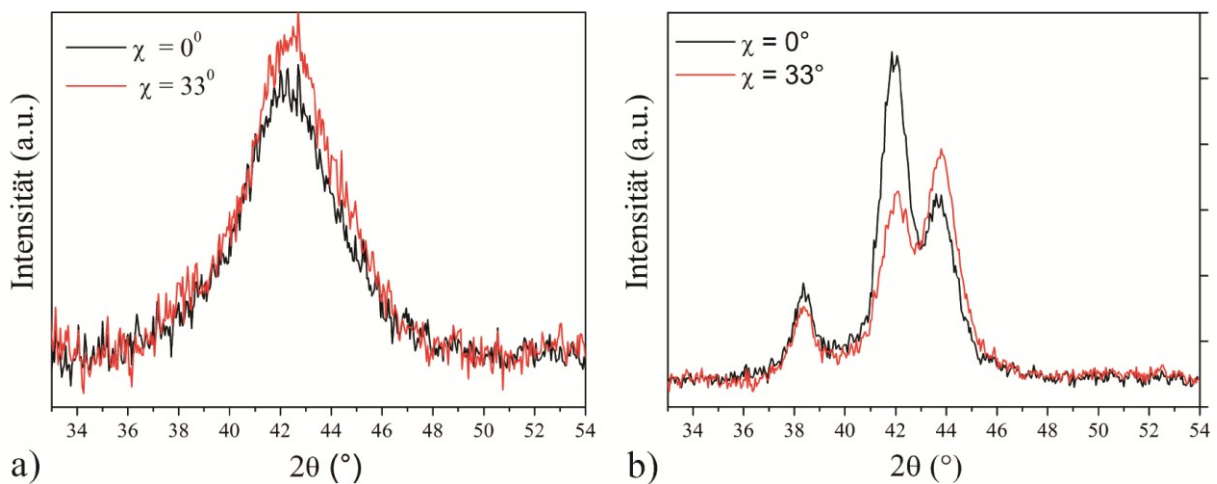 χ = 0⁰
χ = 33⁰
Intensität (a.u.)
34 36 38 40 42 44 46 48 50 52 54
2θ (°)
a)
χ = 0°
χ = 33°
Intensität (a.u.)
34 36 38 40 42 44 46 48 50 52 54
2θ (°)
b)